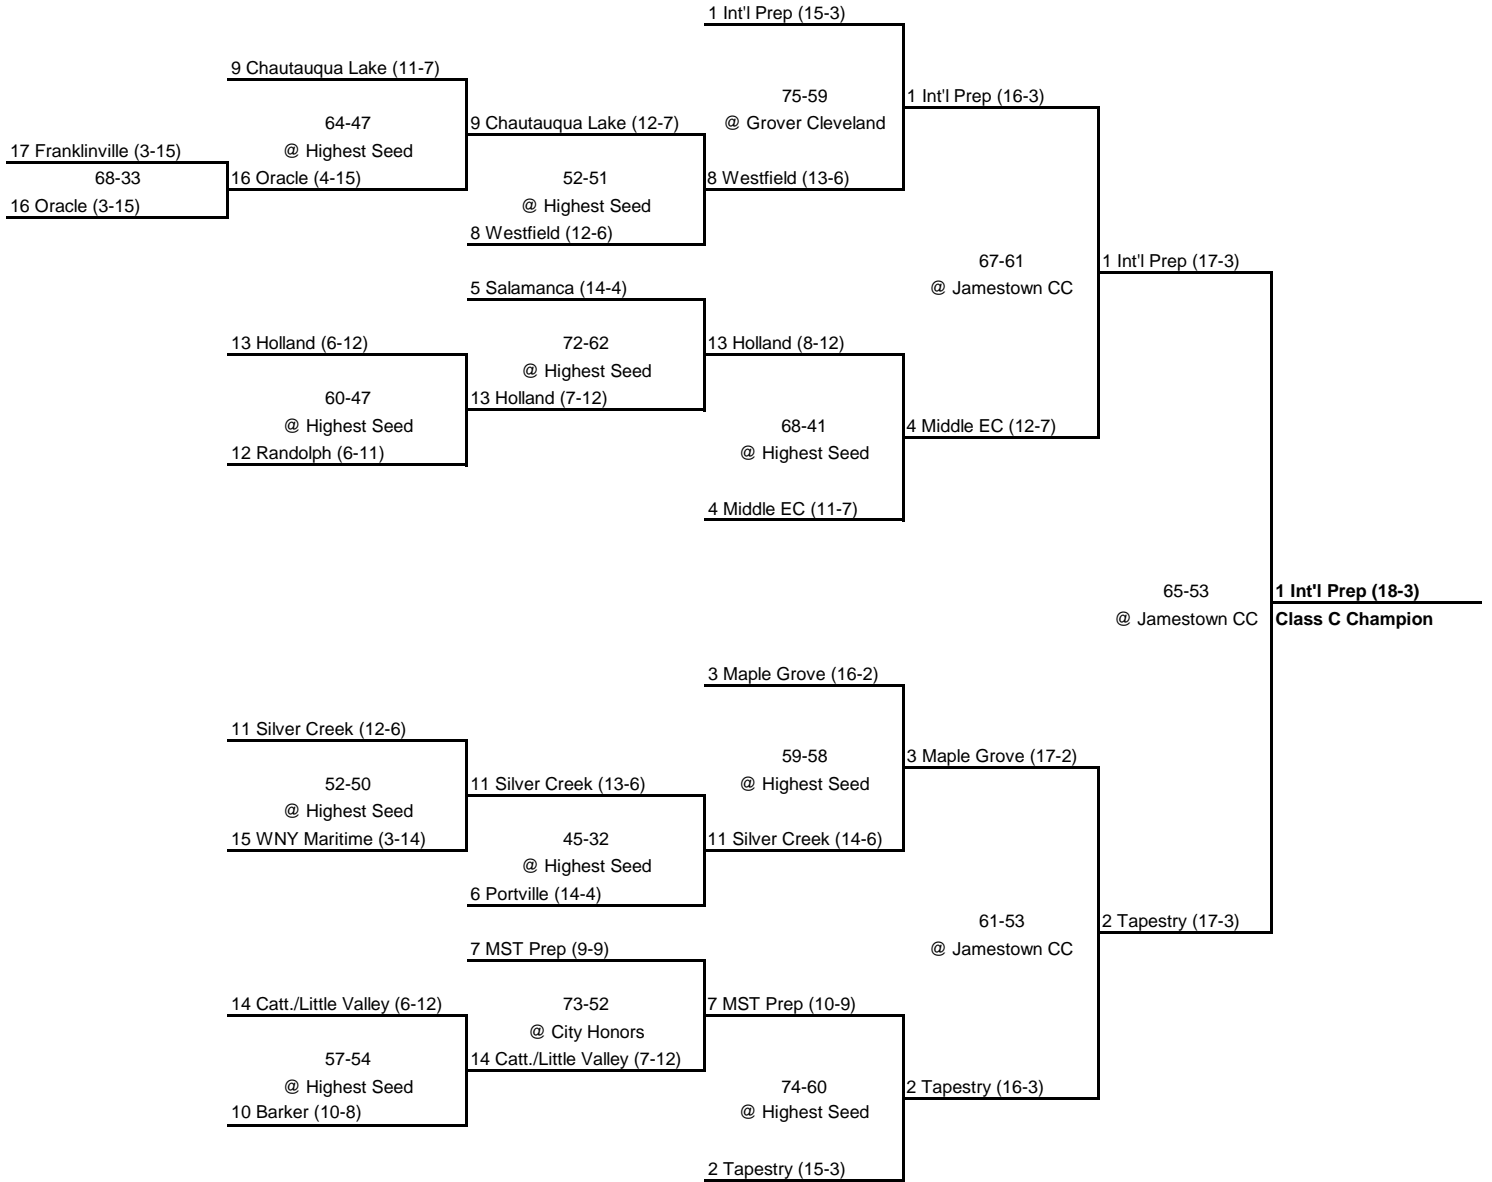 1 Int'l Prep (15-3)
9 Chautauqua Lake (11-7)
75-59
1 Int'l Prep (16-3)
64-47
9 Chautauqua Lake (12-7)
@ Grover Cleveland
17 Franklinville (3-15)
@ Highest Seed
68-33
16 Oracle (4-15)
52-51
8 Westfield (13-6)
16 Oracle (3-15)
@ Highest Seed
8 Westfield (12-6)
67-61
1 Int'l Prep (17-3)
5 Salamanca (14-4)
@ Jamestown CC
13 Holland (6-12)
72-62
13 Holland (8-12)
@ Highest Seed
60-47
13 Holland (7-12)
@ Highest Seed
68-41
4 Middle EC (12-7)
12 Randolph (6-11)
@ Highest Seed
4 Middle EC (11-7)
65-53
1 Int'l Prep (18-3)
@ Jamestown CC
Class C Champion
3 Maple Grove (16-2)
11 Silver Creek (12-6)
59-58
3 Maple Grove (17-2)
52-50
11 Silver Creek (13-6)
@ Highest Seed
@ Highest Seed
15 WNY Maritime (3-14)
45-32
11 Silver Creek (14-6)
@ Highest Seed
6 Portville (14-4)
61-53
2 Tapestry (17-3)
7 MST Prep (9-9)
@ Jamestown CC
14 Catt./Little Valley (6-12)
73-52
7 MST Prep (10-9)
@ City Honors
57-54
14 Catt./Little Valley (7-12)
@ Highest Seed
74-60
2 Tapestry (16-3)
10 Barker (10-8)
@ Highest Seed
2 Tapestry (15-3)